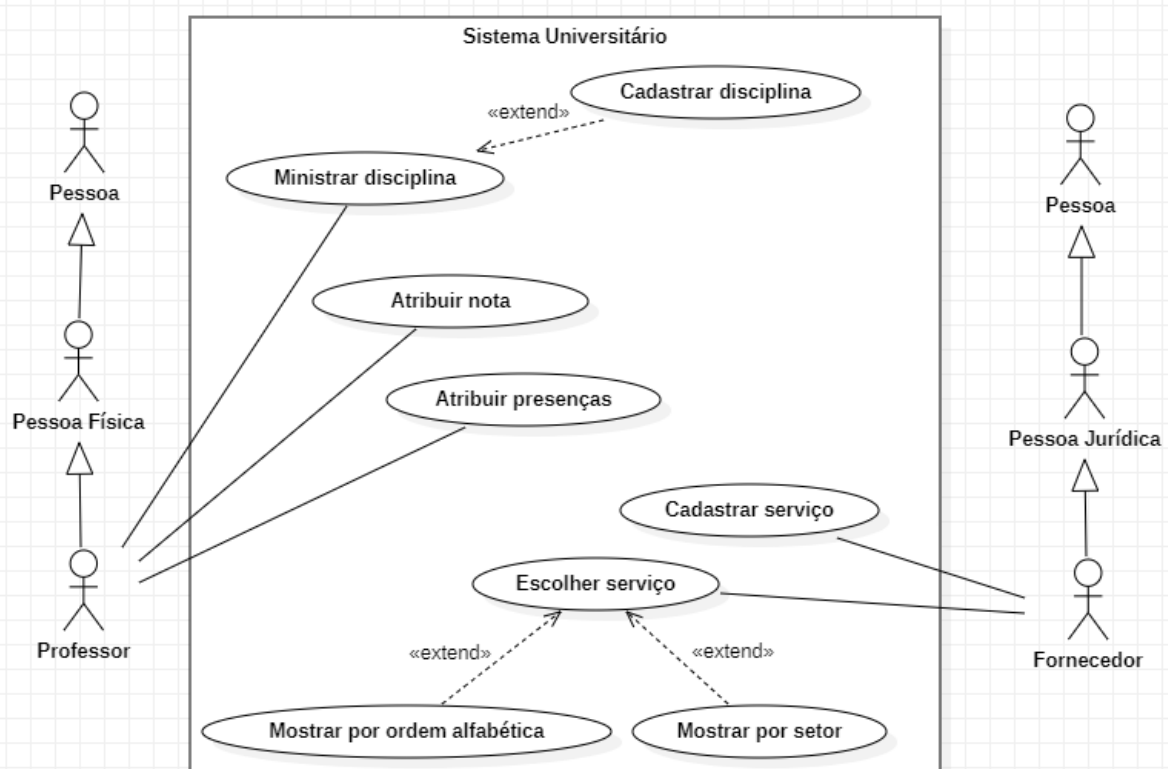 Sistema Universitário
Cadastrar disciplina
«extend»
Ministrar disciplina
Pessoa
Pessoa
Atribuir nota
Atribuir presenças
Pessoa Física
Pessoa Jurídica
Cadastrar serviço
Escolher serviço
Professor
«extend»
«extend»
Fornecedor
Mostrar por ordem alfabética
Mostrar por setor